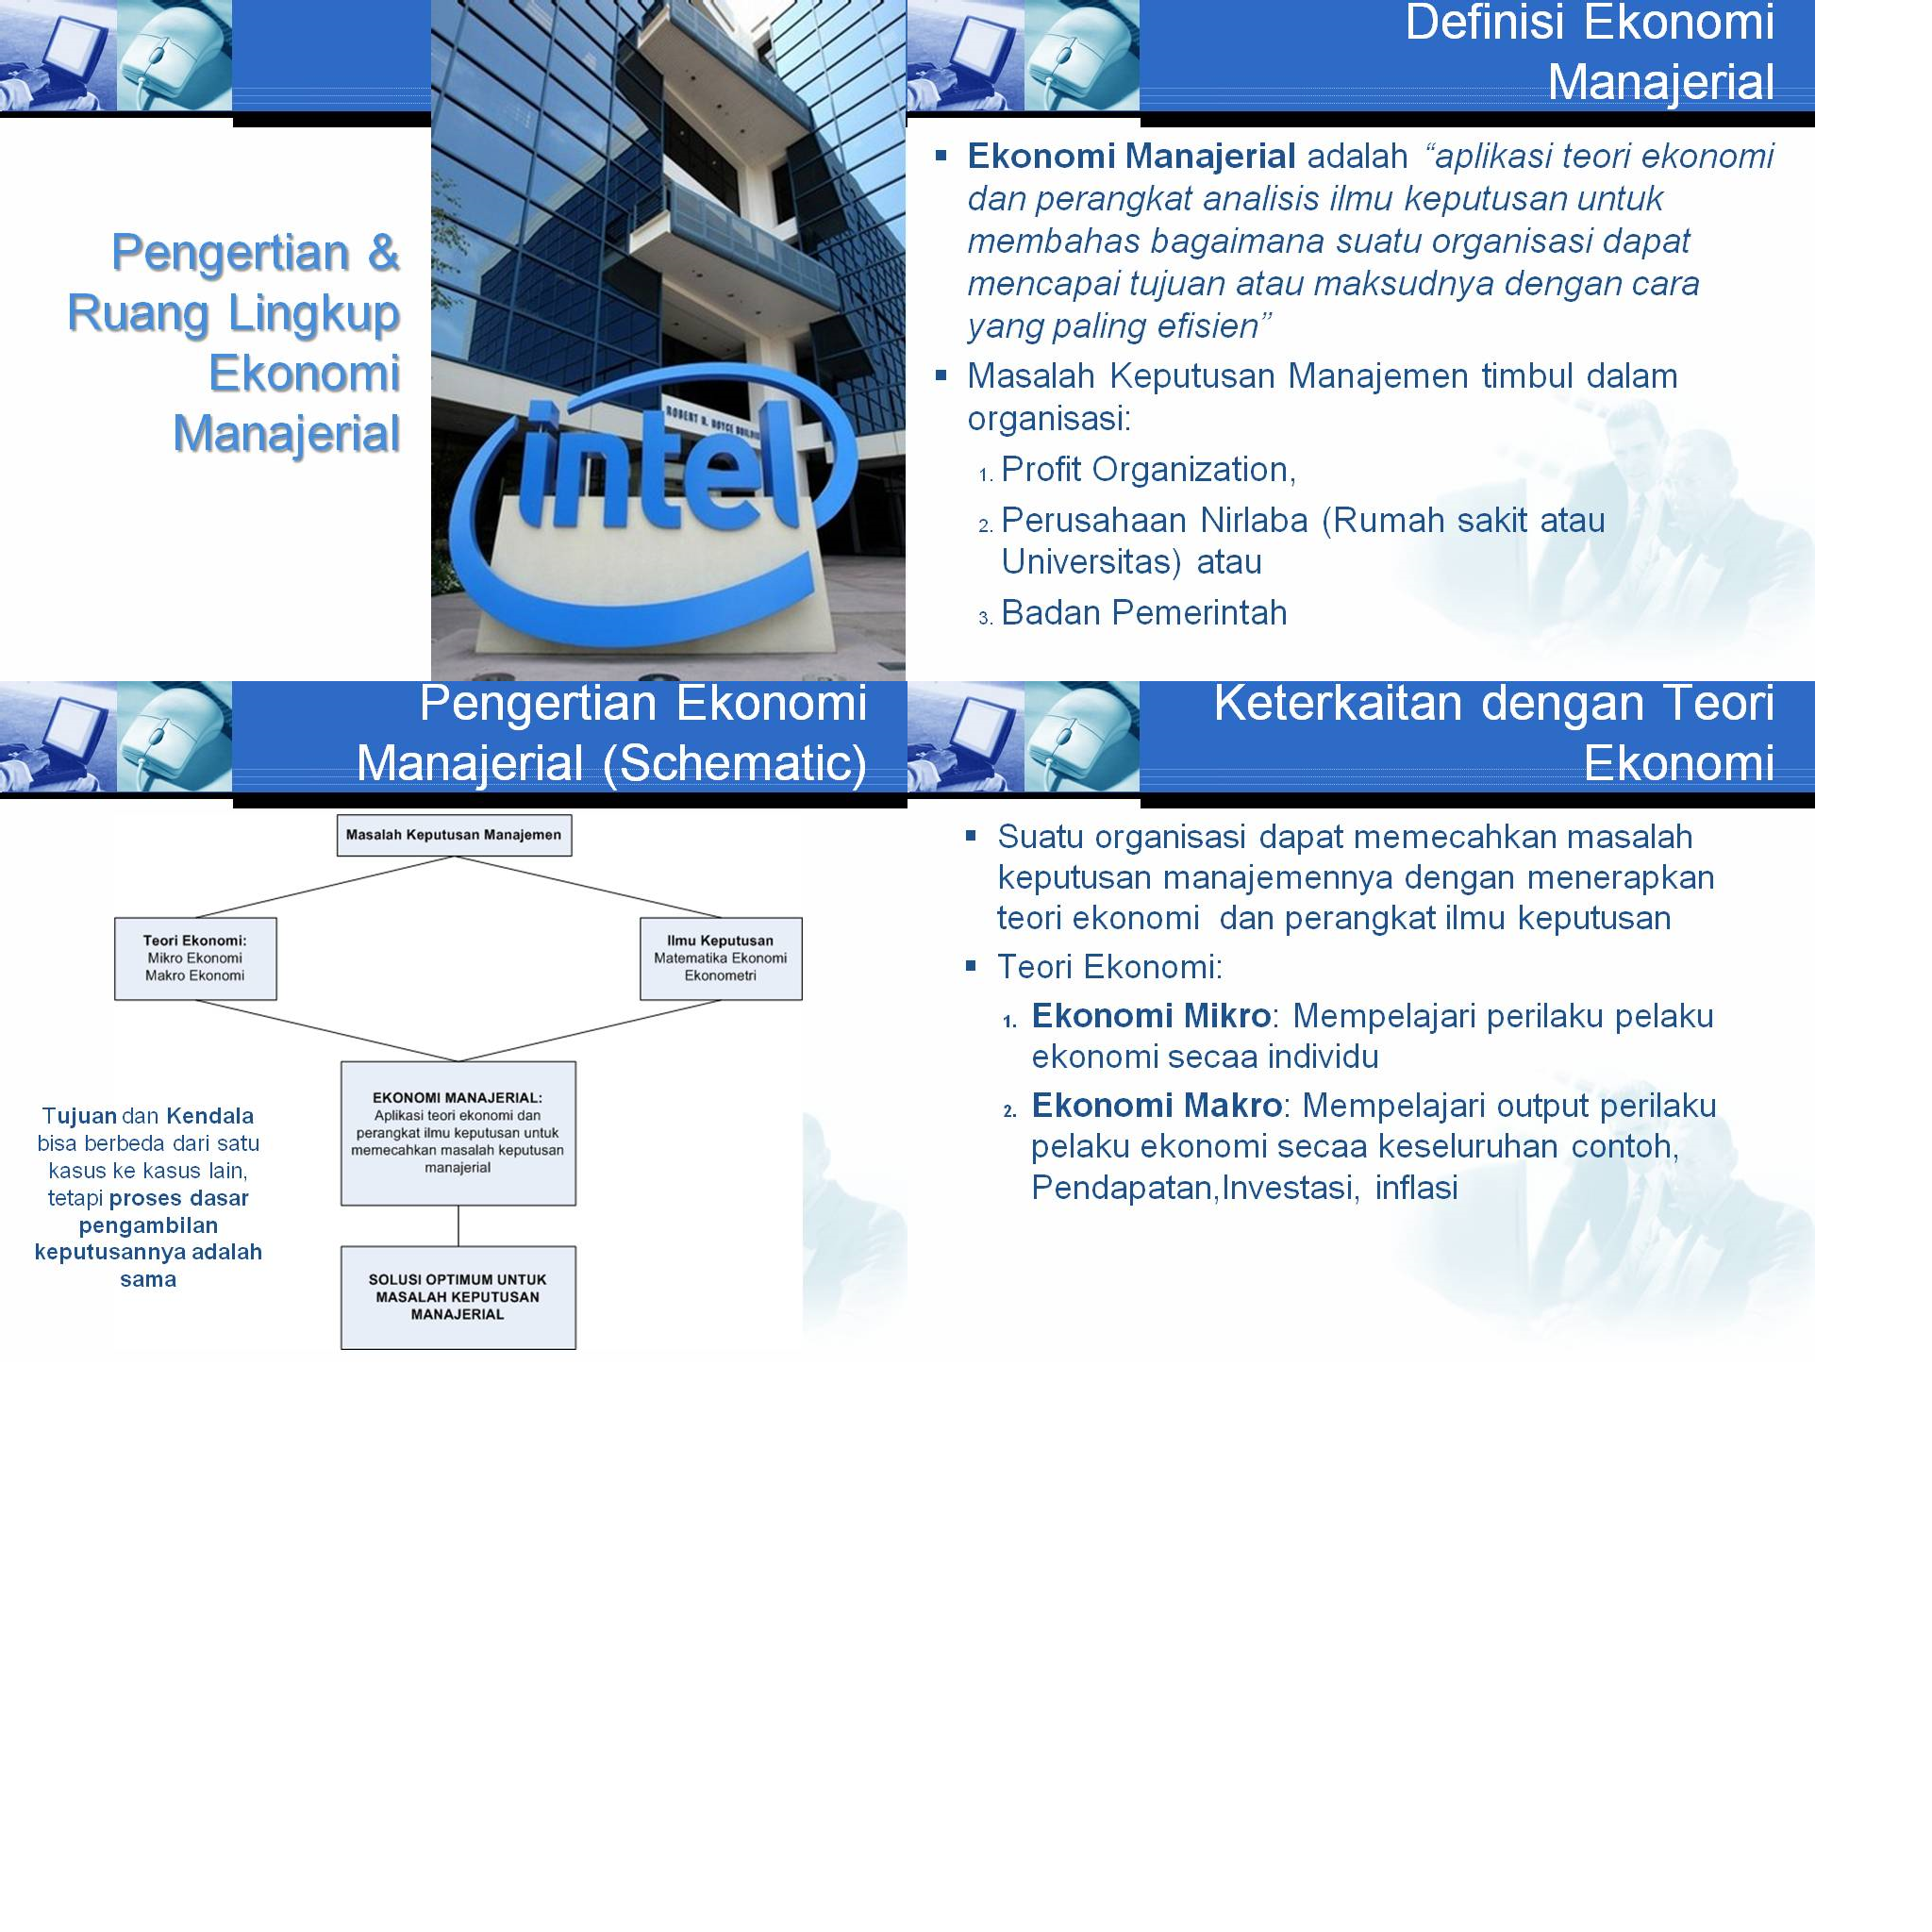 Pengertian &
Ruang Lingkup
Ekonomi
Manajerial
ROBERT N. NOYCE BUILDING
intel
Definisi Ekonomi
Manajerial
▪ Ekonomi Manajerial adalah “aplikasi teori ekonomi
dan perangkat analisis ilmu keputusan untuk
membahas bagaimana suatu organisasi dapat
mencapai tujuan atau maksudnya dengan cara
yang paling efisien”
▪ Masalah Keputusan Manajemen timbul dalam
organisasi:
1. Profit Organization,
2. Perusahaan Nirlaba (Rumah sakit atau
Universitas) atau
3. Badan Pemerintah
Pengertian Ekonomi
Manajerial (Schematic)
Masalah Keputusan Manajemen
Teori Ekonomi:
Mikro Ekonomi
Makro Ekonomi
Ilmu Keputusan
Matematika Ekonomi
Ekonometri
EKONOMI MANAJERIAL:
Aplikasi teori ekonomi dan
perangkat ilmu keputusan untuk
memecahkan masalah keputusan
manajerial
Tujuan dan Kendala
bisa berbeda dari satu
kasus ke kasus lain,
tetapi proses dasar
pengambilan
keputusannya adalah
sama
SOLUSI OPTIMUM UNTUK
MASALAH KEPUTUSAN
MANAJERIAL
Keterkaitan dengan Teori
Ekonomi
▪ Suatu organisasi dapat memecahkan masalah
keputusan manajemennya dengan menerapkan
teori ekonomi dan perangkat ilmu keputusan
▪ Teori Ekonomi:
1. Ekonomi Mikro: Mempelajari perilaku pelaku
ekonomi secaa individu
2. Ekonomi Makro: Mempelajari output perilaku
pelaku ekonomi secaa keseluruhan contoh,
Pendapatan,Investasi, inflasi